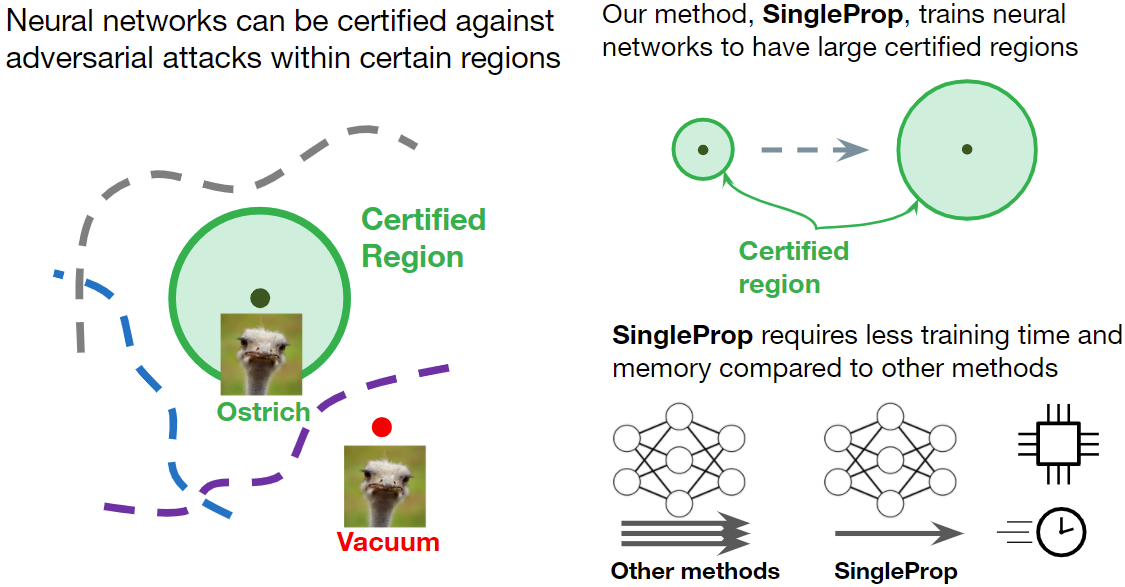 Neural networks can be certified against
adversarial attacks within certain regions
Certified
Region
Ostrich
Vacuum
Our method, SingleProp, trains neural
networks to have large certified regions
Certified
region
SingleProp requires less training time and
memory compared to other methods
Other methods
SingleProp